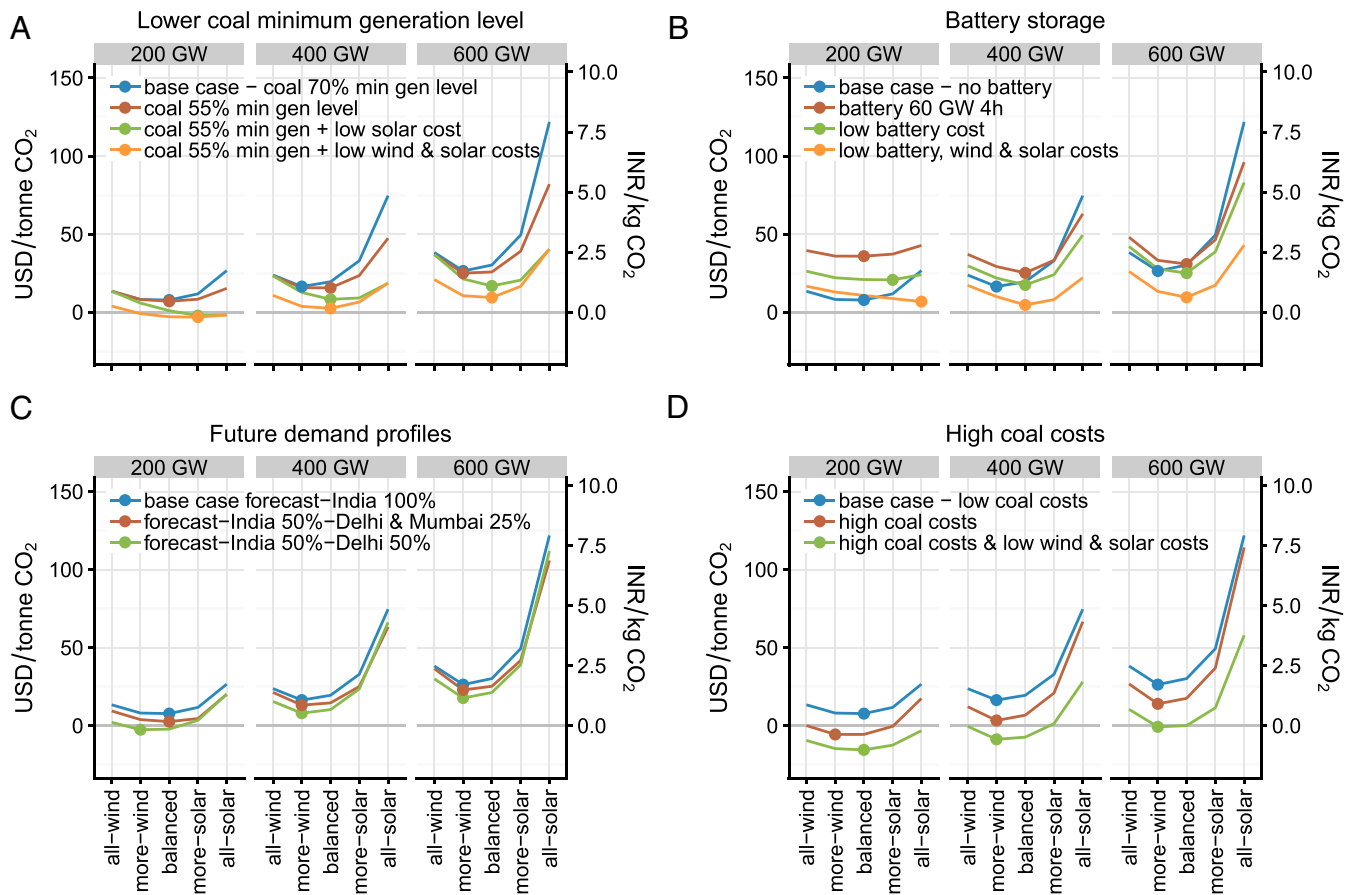 A
Lower coal minimum generation level
200 GW
400 GW
600 GW
150
100
50
0
USD/tonne CO₂
10.0
7.5
5.0
2.5
0.0
INR/kg CO₂
base case − coal 70% min gen level
coal 55% min gen level
coal 55% min gen + low solar cost
coal 55% min gen + low wind & solar costs
B
Battery storage
200 GW
400 GW
600 GW
150
100
50
0
USD/tonne CO₂
10.0
7.5
5.0
2.5
0.0
INR/kg CO₂
base case − no battery
battery 60 GW 4h
low battery cost
low battery, wind & solar costs
C
Future demand profiles
200 GW
400 GW
600 GW
150
100
50
0
USD/tonne CO₂
10.0
7.5
5.0
2.5
0.0
INR/kg CO₂
base case forecast−India 100%
forecast−India 50%−Delhi & Mumbai 25%
forecast−India 50%−Delhi 50%
all−wind
more−wind
balanced
more−solar
all−solar
all−wind
more−wind
balanced
more−solar
all−solar
all−wind
more−wind
balanced
more−solar
all−solar
D
High coal costs
200 GW
400 GW
600 GW
150
100
50
0
USD/tonne CO₂
10.0
7.5
5.0
2.5
0.0
INR/kg CO₂
base case − low coal costs
high coal costs
high coal costs & low wind & solar costs
all−wind
more−wind
balanced
more−solar
all−solar
all−wind
more−wind
balanced
more−solar
all−solar
all−wind
more−wind
balanced
more−solar
all−solar